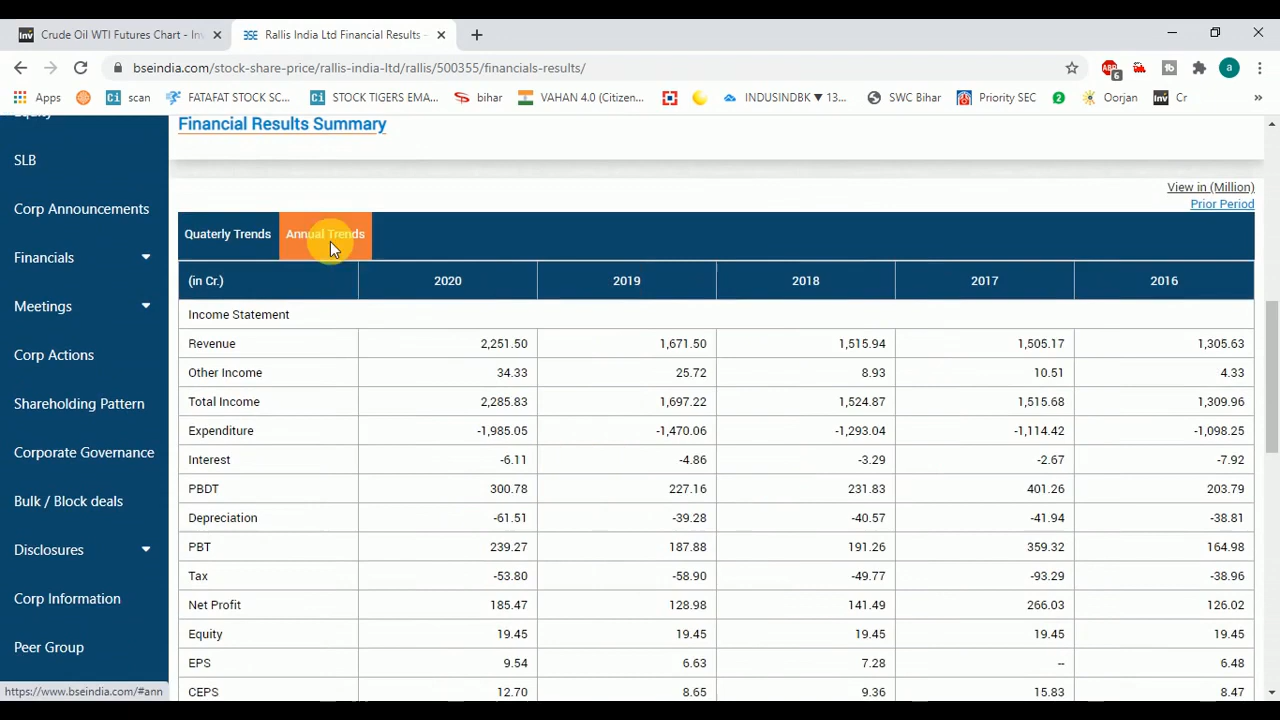 Crude Oil WTI Futures Chart - Inv
Rallis India Ltd Financial Results -
bseindia.com/stock-share-price/rallis-india-ltd/rallis/500355/financials-results/
6
a
Apps
scan
FATAFAT STOCK SC...
STOCK TIGERS EMA...
bihar
VAHAN 4.0 (Citizen...
INDUSINDBK ▼ 13...
SWC Bihar
Priority SEC
2
Oorjan
Cr
»
Equity
SLB
Corp Announcements
Financials
Meetings
Corp Actions
Shareholding Pattern
Corporate Governance
Bulk / Block deals
Disclosures
Corp Information
Peer Group
Financial Results Summary
View in (Million)
Prior Period
Quaterly Trends Annual Trends
(in Cr.) 2020 2019 2018 2017 2016
Income Statement
Revenue 2,251.50 1,671.50 1,515.94 1,505.17 1,305.63
Other Income 34.33 25.72 8.93 10.51 4.33
Total Income 2,285.83 1,697.22 1,524.87 1,515.68 1,309.96
Expenditure -1,985.05 -1,470.06 -1,293.04 -1,114.42 -1,098.25
Interest -6.11 -4.86 -3.29 -2.67 -7.92
PBDT 300.78 227.16 231.83 401.26 203.79
Depreciation -61.51 -39.28 -40.57 -41.94 -38.81
PBT 239.27 187.88 191.26 359.32 164.98
Tax -53.80 -58.90 -49.77 -93.29 -38.96
Net Profit 185.47 128.98 141.49 266.03 126.02
Equity 19.45 19.45 19.45 19.45 19.45
EPS 9.54 6.63 7.28 -- 6.48
CEPS 12.70 8.65 9.36 15.83 8.47
https://www.bseindia.com/#ann